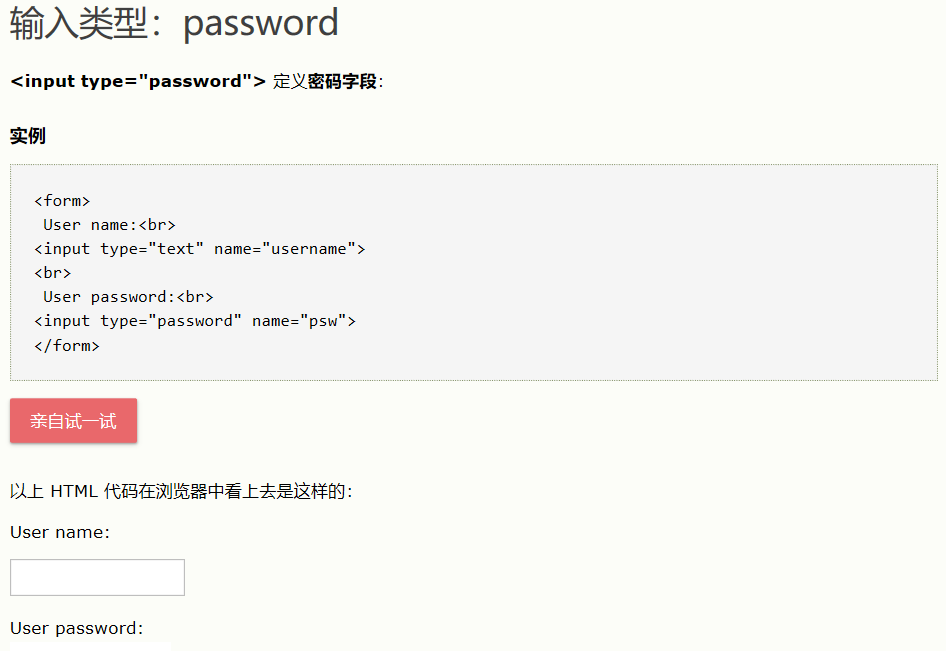 输入类型：password
<input type="password"> 定义密码字段：
实例
<form>
 User name:<br>
<input type="text" name="username">
<br>
 User password:<br>
<input type="password" name="psw">
</form>
亲自试一试
以上 HTML 代码在浏览器中看上去是这样的：
User name:
User password: